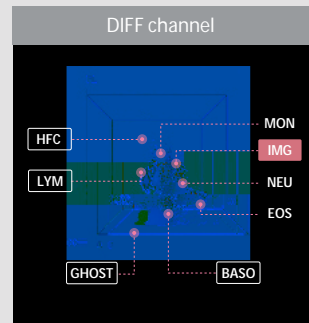 DIFF channel
MON
HFC
IMG
LYM
NEU
EOS
GHOST
BASO